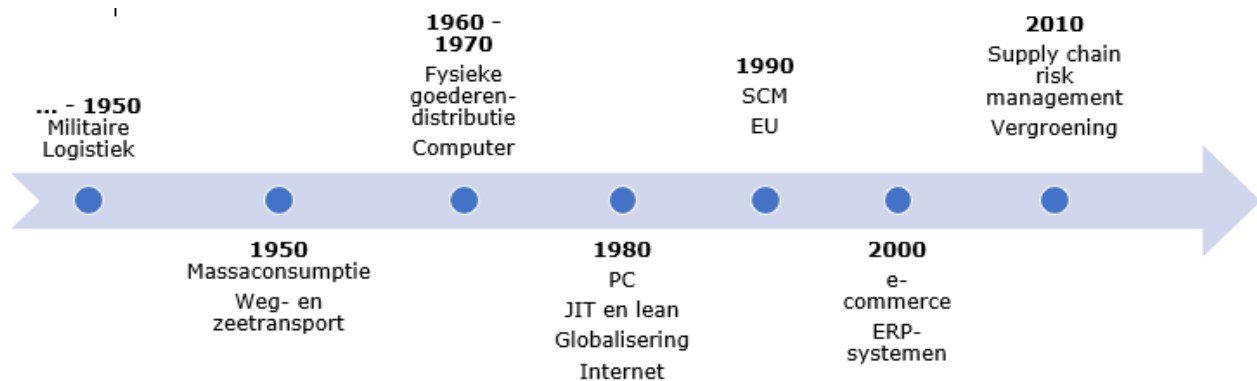 ... - 1950
Militaire
Logistiek
1950
Massaconsumptie
Weg- en
zeetransport
1960 -
1970
Fysieke
goederen-
distributie
Computer
1980
PC
JIT en lean
Globalisering
Internet
1990
SCM
EU
2000
e-
commerce
ERP-
systemen
2010
Supply chain
risk
management
Vergroening